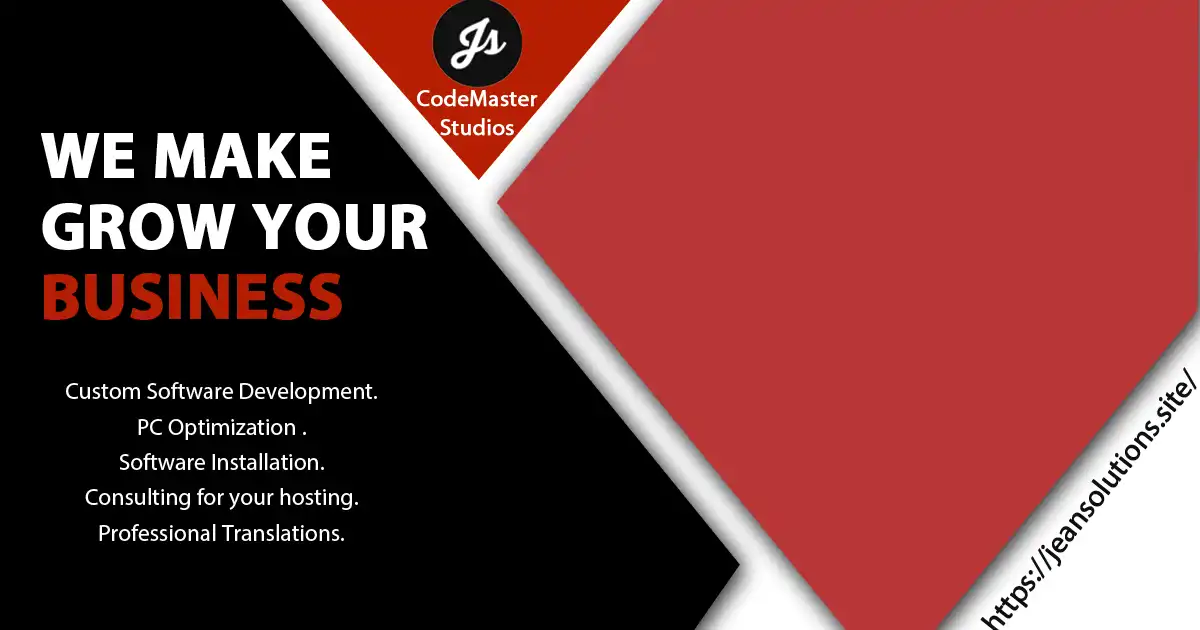 Js
CodeMaster
Studios
WE MAKE
GROW YOUR
BUSINESS
Custom Software Development.
PC Optimization .
Software Installation.
Consulting for your hosting.
Professional Translations.
https://jeansolutions.site/